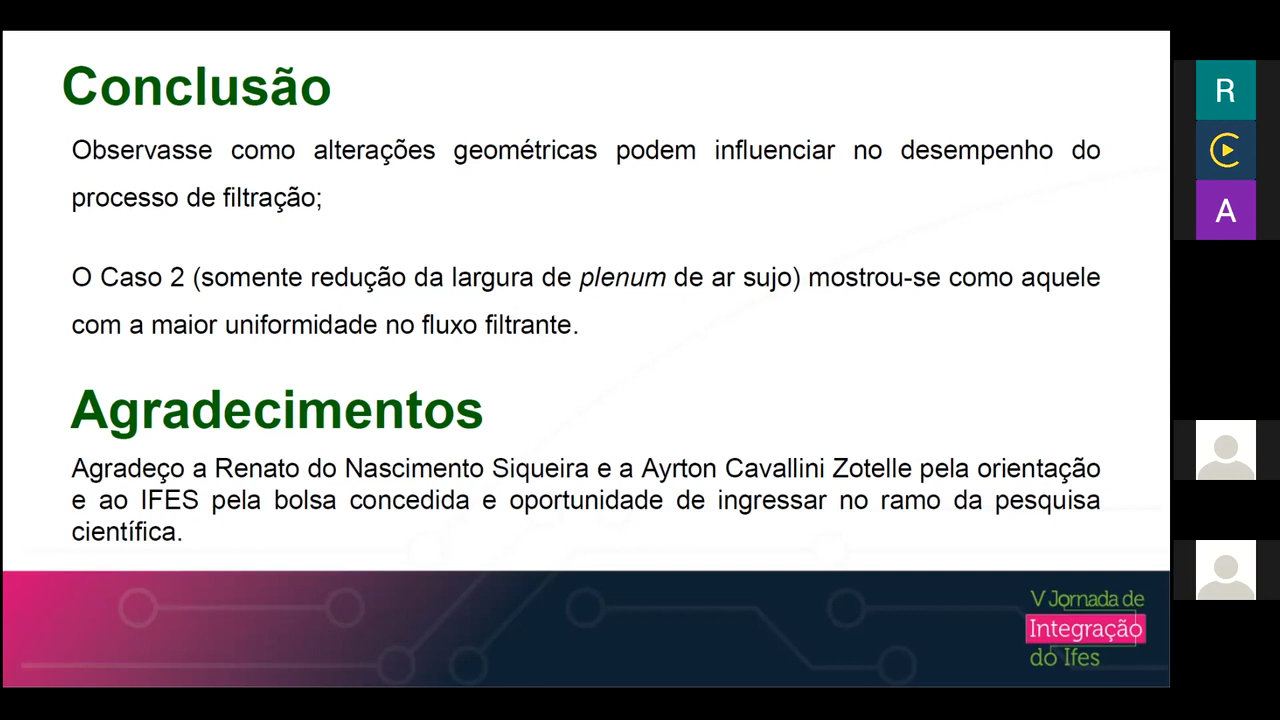 Conclusão
Observasse como alterações geométricas podem influenciar no desempenho do
processo de filtração;
O Caso 2 (somente redução da largura de plenum de ar sujo) mostrou-se como aquele
com a maior uniformidade no fluxo filtrante.
Agradecimentos
Agradeço a Renato do Nascimento Siqueira e a Ayrton Cavallini Zotelle pela orientação
e ao IFES pela bolsa concedida e oportunidade de ingressar no ramo da pesquisa
científica.
V Jornada de
Integração
do Ifes
R
A